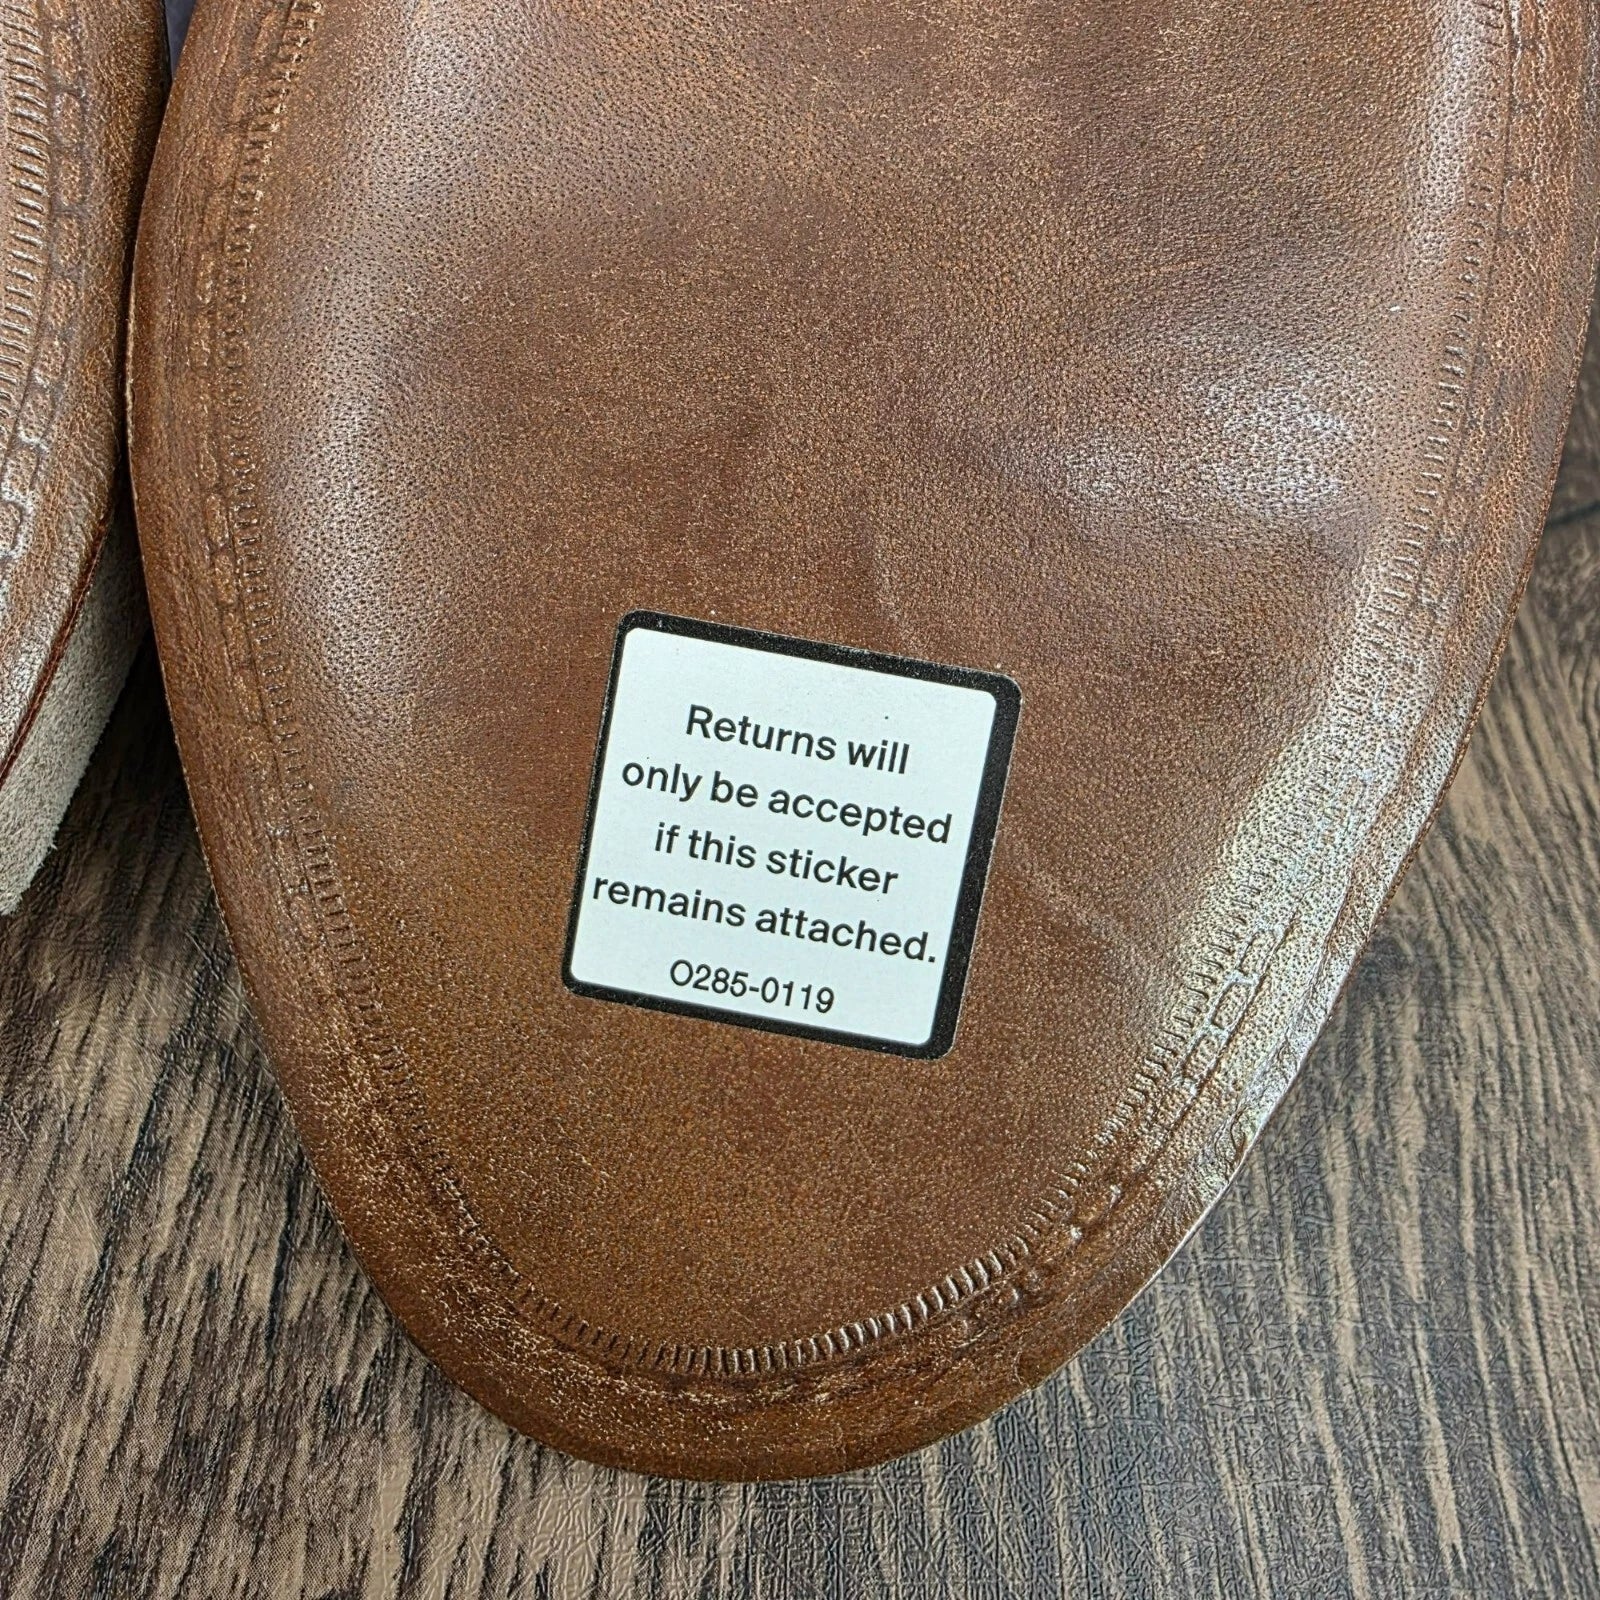 Returns will
only be accepted
if this sticker
remains attached.
O285-0119